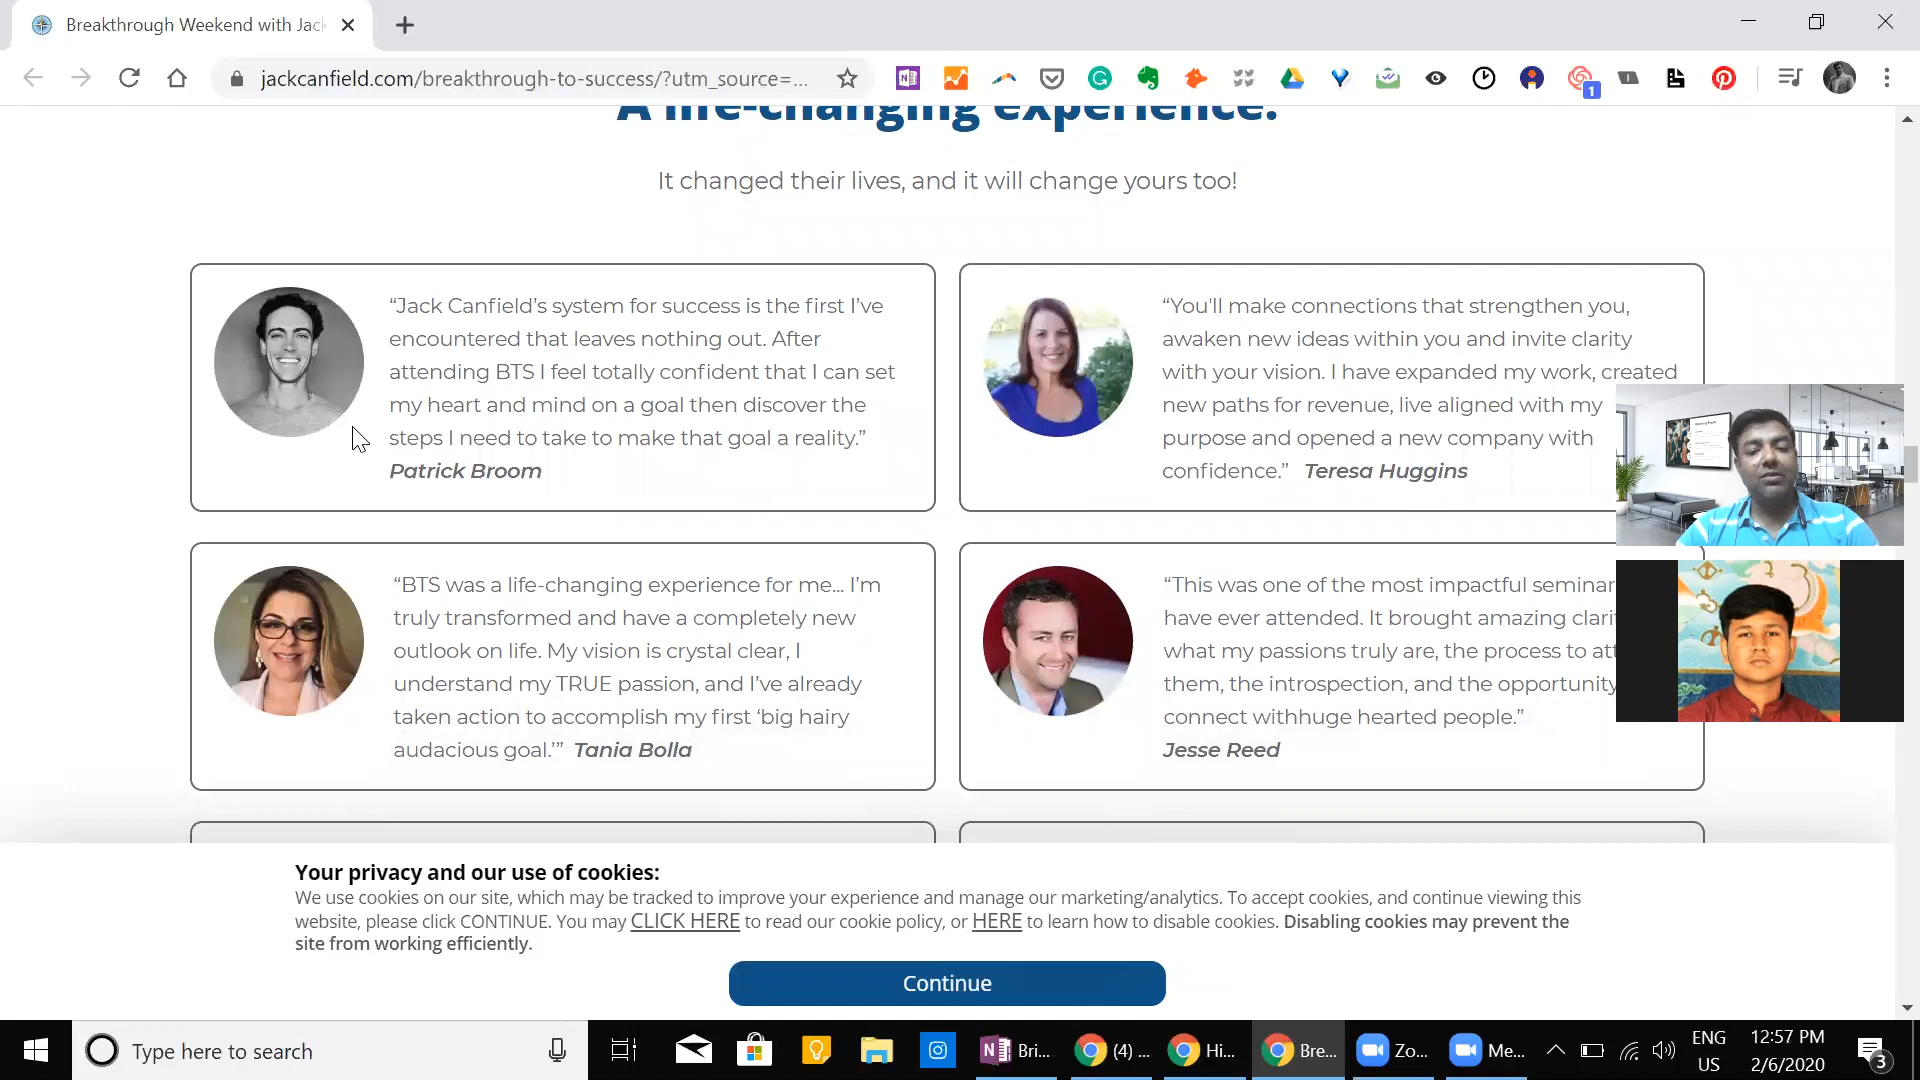 Breakthrough Weekend with Jac
jackcanfield.com/breakthrough-to-success/?utm_source=...
1
A life-changing experience.
It changed their lives, and it will change yours too!
“Jack Canfield’s system for success is the first I’ve
encountered that leaves nothing out. After
attending BTS I feel totally confident that I can set
my heart and mind on a goal then discover the
steps I need to take to make that goal a reality.”
Patrick Broom
“You'll make connections that strengthen you,
awaken new ideas within you and invite clarity
with your vision. I have expanded my work, created
new paths for revenue, live aligned with my
purpose and opened a new company with
confidence.” Teresa Huggins
“BTS was a life-changing experience for me... I’m
truly transformed and have a completely new
outlook on life. My vision is crystal clear, I
understand my TRUE passion, and I’ve already
taken action to accomplish my first ‘big hairy
audacious goal.’” Tania Bolla
“This was one of the most impactful seminar
have ever attended. It brought amazing clari
what my passions truly are, the process to att
them, the introspection, and the opportunity
connect withhuge hearted people.”
Jesse Reed
Your privacy and our use of cookies:
We use cookies on our site, which may be tracked to improve your experience and manage our marketing/analytics. To accept cookies, and continue viewing this
website, please click CONTINUE. You may CLICK HERE to read our cookie policy, or HERE to learn how to disable cookies. Disabling cookies may prevent the
site from working efficiently.
Continue
Type here to search
Bri...
(4) ...
Hi...
Bre...
Zo...
Me...
ENG
US
12:57 PM
2/6/2020
3